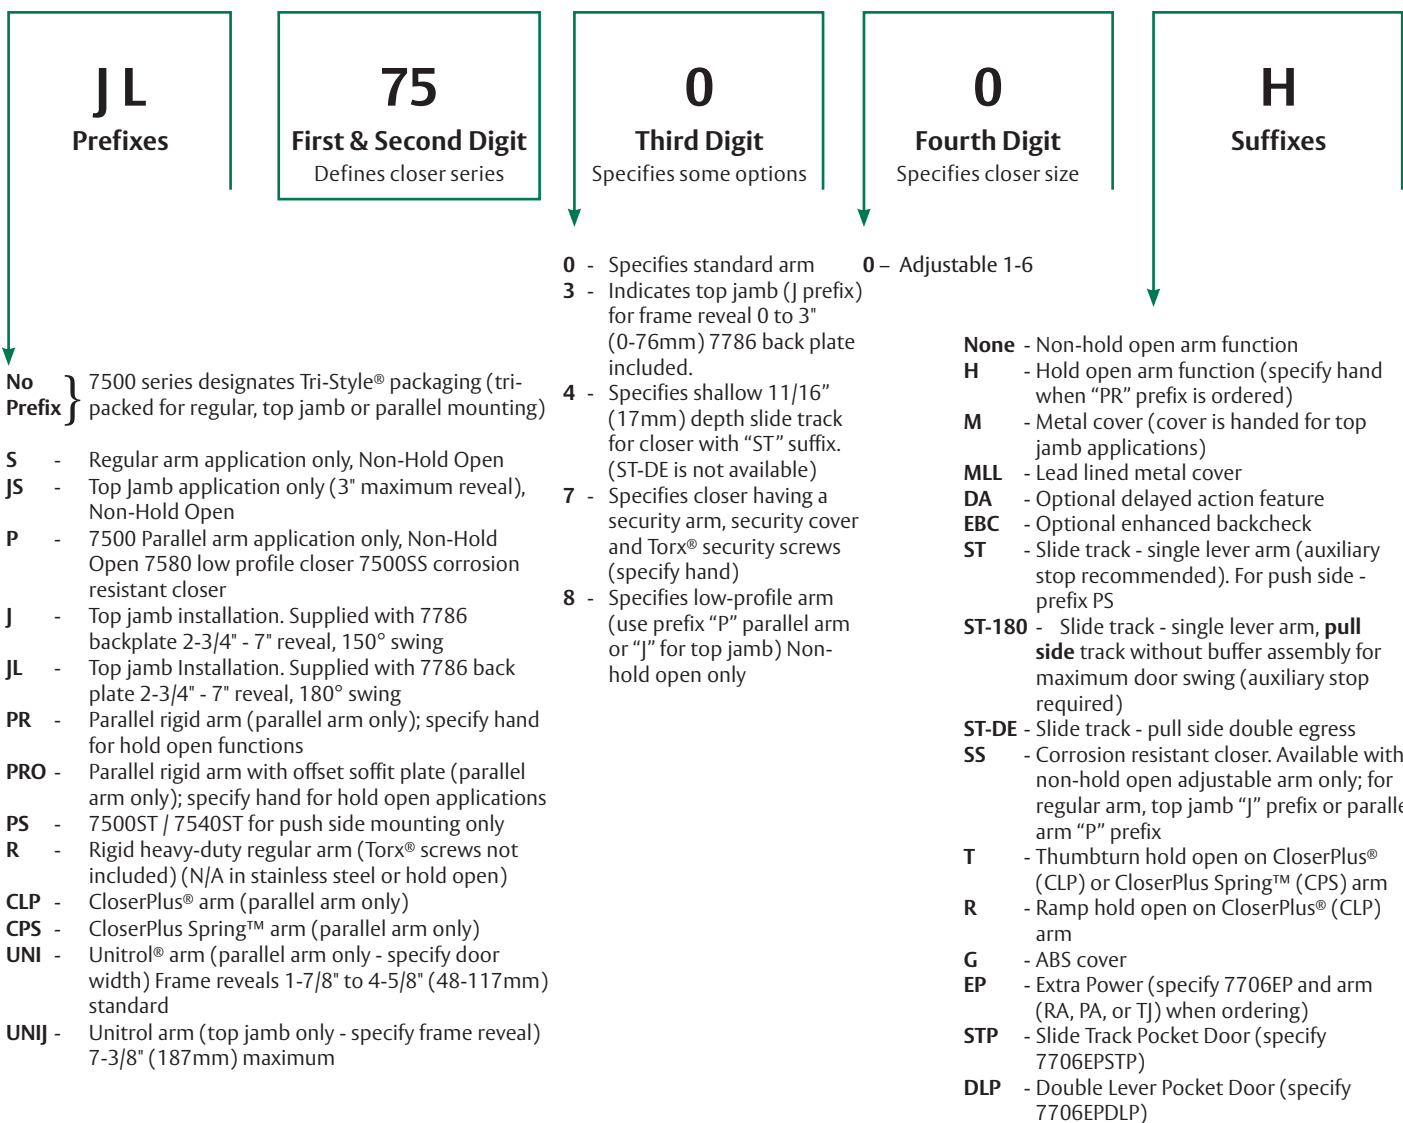 J L
Prefixes
75
First & Second Digit
Defines closer series
0
Third Digit
Specifies some options
0
Fourth Digit
Specifies closer size
H
Suffixes
No
Prefix
} 7500 series designates Tri-Style® packaging (tri-
packed for regular, top jamb or parallel mounting)
S - Regular arm application only, Non-Hold Open
JS - Top Jamb application only (3" maximum reveal),
Non-Hold Open
P - 7500 Parallel arm application only, Non-Hold
Open 7580 low profile closer 7500SS corrosion
resistant closer
J - Top jamb installation. Supplied with 7786
backplate 2-3/4" - 7" reveal, 150° swing
JL - Top jamb Installation. Supplied with 7786 back
plate 2-3/4" - 7" reveal, 180° swing
PR - Parallel rigid arm (parallel arm only); specify hand
for hold open functions
PRO - Parallel rigid arm with offset soffit plate (parallel
arm only); specify hand for hold open applications
PS - 7500ST / 7540ST for push side mounting only
R - Rigid heavy-duty regular arm (Torx® screws not
included) (N/A in stainless steel or hold open)
CLP - CloserPlus® arm (parallel arm only)
CPS - CloserPlus Spring™ arm (parallel arm only)
UNI - Unitrol® arm (parallel arm only - specify door
width) Frame reveals 1-7/8" to 4-5/8" (48-117mm)
standard
UNIJ - Unitrol arm (top jamb only - specify frame reveal)
7-3/8" (187mm) maximum
0 - Specifies standard arm
3 - Indicates top jamb (J prefix)
for frame reveal 0 to 3"
(0-76mm) 7786 back plate
included.
4 - Specifies shallow 11/16”
(17mm) depth slide track
for closer with “ST” suffix.
(ST-DE is not available)
7 - Specifies closer having a
security arm, security cover
and Torx® security screws
(specify hand)
8 - Specifies low-profile arm
(use prefix “P” parallel arm
or “J” for top jamb) Non-
hold open only
0 – Adjustable 1-6
None - Non-hold open arm function
H - Hold open arm function (specify hand
when “PR” prefix is ordered)
M - Metal cover (cover is handed for top
jamb applications)
MLL - Lead lined metal cover
DA - Optional delayed action feature
EBC - Optional enhanced backcheck
ST - Slide track - single lever arm (auxiliary
stop recommended). For push side -
prefix PS
ST-180 - Slide track - single lever arm, pull
side track without buffer assembly for
maximum door swing (auxiliary stop
required)
ST-DE - Slide track - pull side double egress
SS - Corrosion resistant closer. Available with
non-hold open adjustable arm only; for
regular arm, top jamb “J” prefix or paralle
arm “P” prefix
T - Thumbturn hold open on CloserPlus®
(CLP) or CloserPlus Spring™ (CPS) arm
R - Ramp hold open on CloserPlus® (CLP)
arm
G - ABS cover
EP - Extra Power (specify 7706EP and arm
(RA, PA, or TJ) when ordering)
STP - Slide Track Pocket Door (specify
7706EPSTP)
DLP - Double Lever Pocket Door (specify
7706EPDLP)